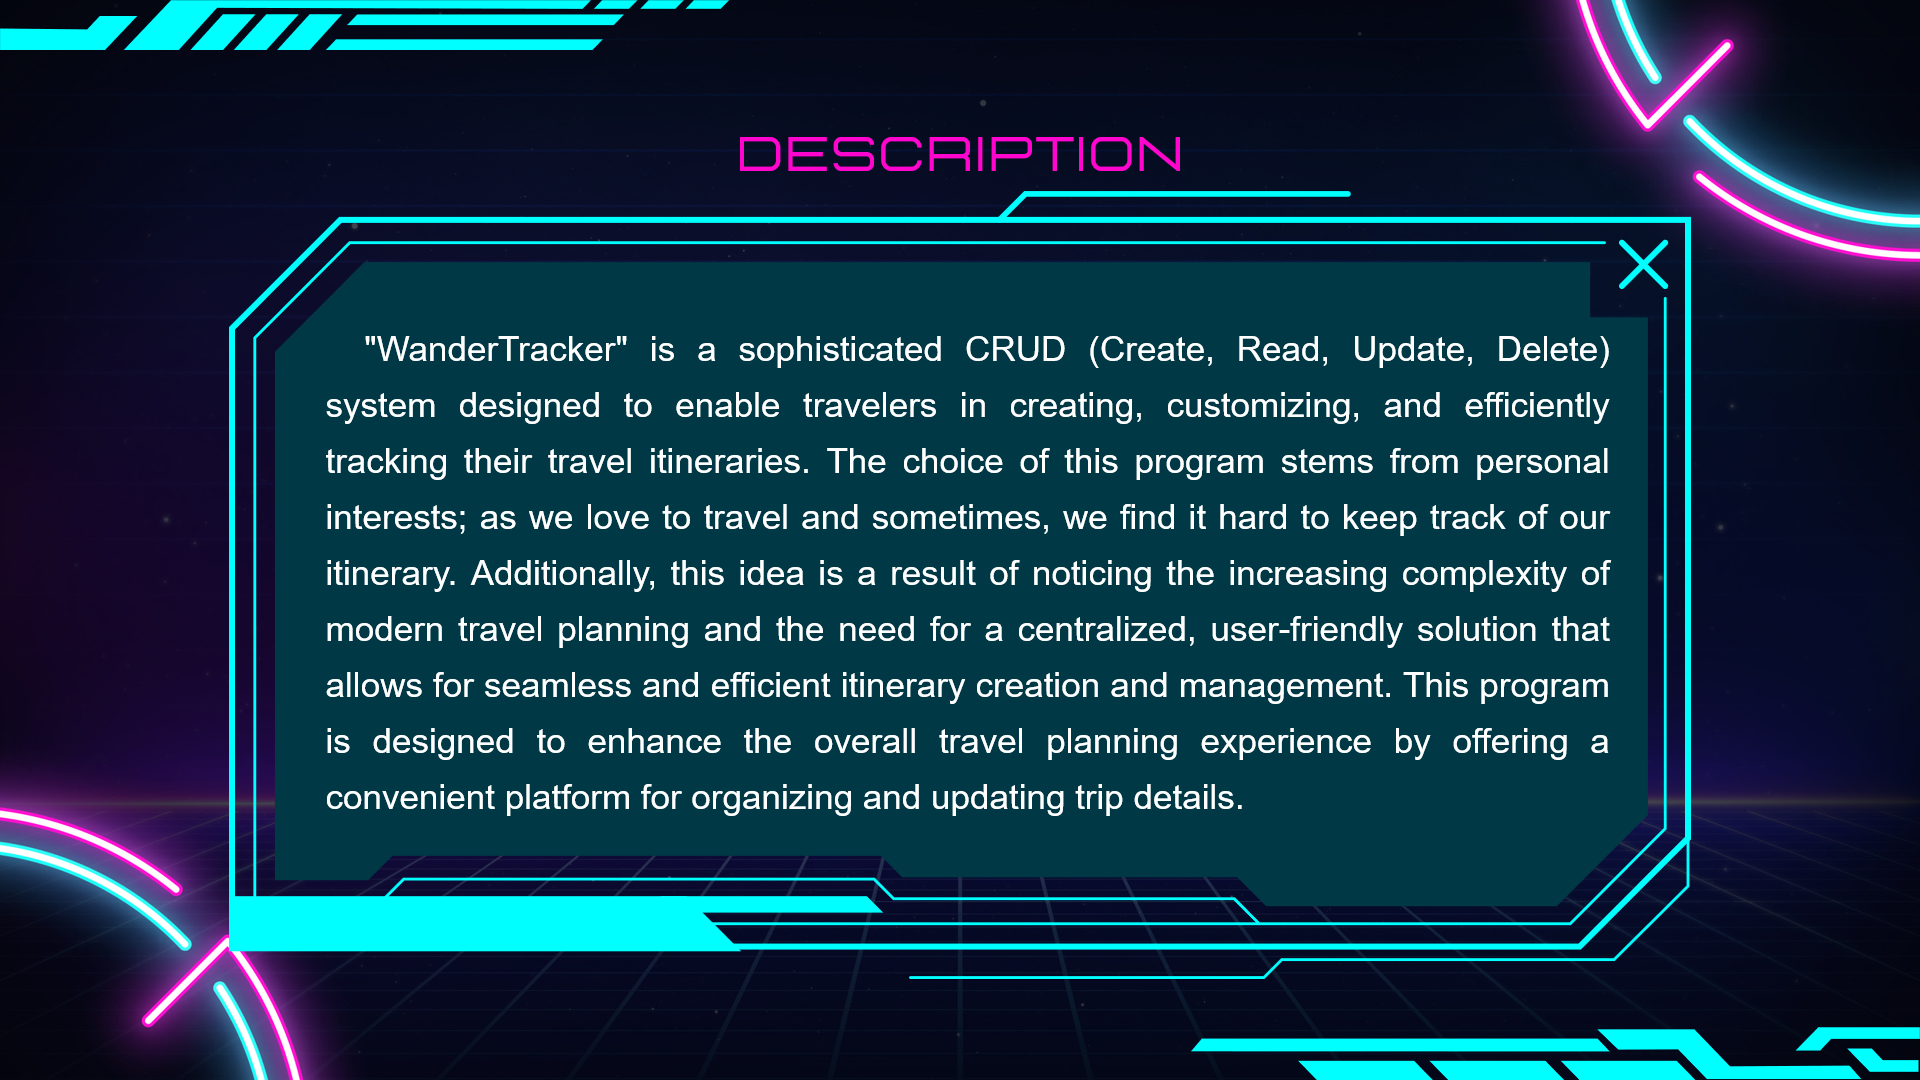 DESCRIPTION
"WanderTracker" is a sophisticated CRUD (Create, Read, Update, Delete)
system designed to enable travelers in creating, customizing, and efficiently
tracking their travel itineraries. The choice of this program stems from personal
interests; as we love to travel and sometimes, we find it hard to keep track of our
itinerary. Additionally, this idea is a result of noticing the increasing complexity of
modern travel planning and the need for a centralized, user-friendly solution that
allows for seamless and efficient itinerary creation and management. This program
is designed to enhance the overall travel planning experience by offering a
convenient platform for organizing and updating trip details.